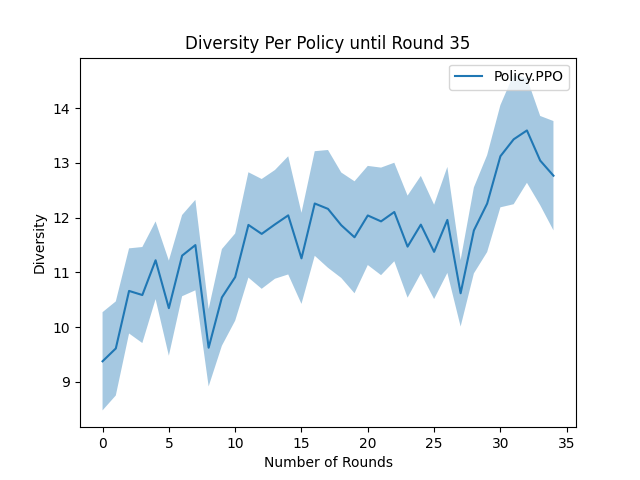 Diversity Per Policy until Round 35
Policy.PPO
14
13
12
11
10
9
Diversity
0 5 10 15 20 25 30 35
Number of Rounds